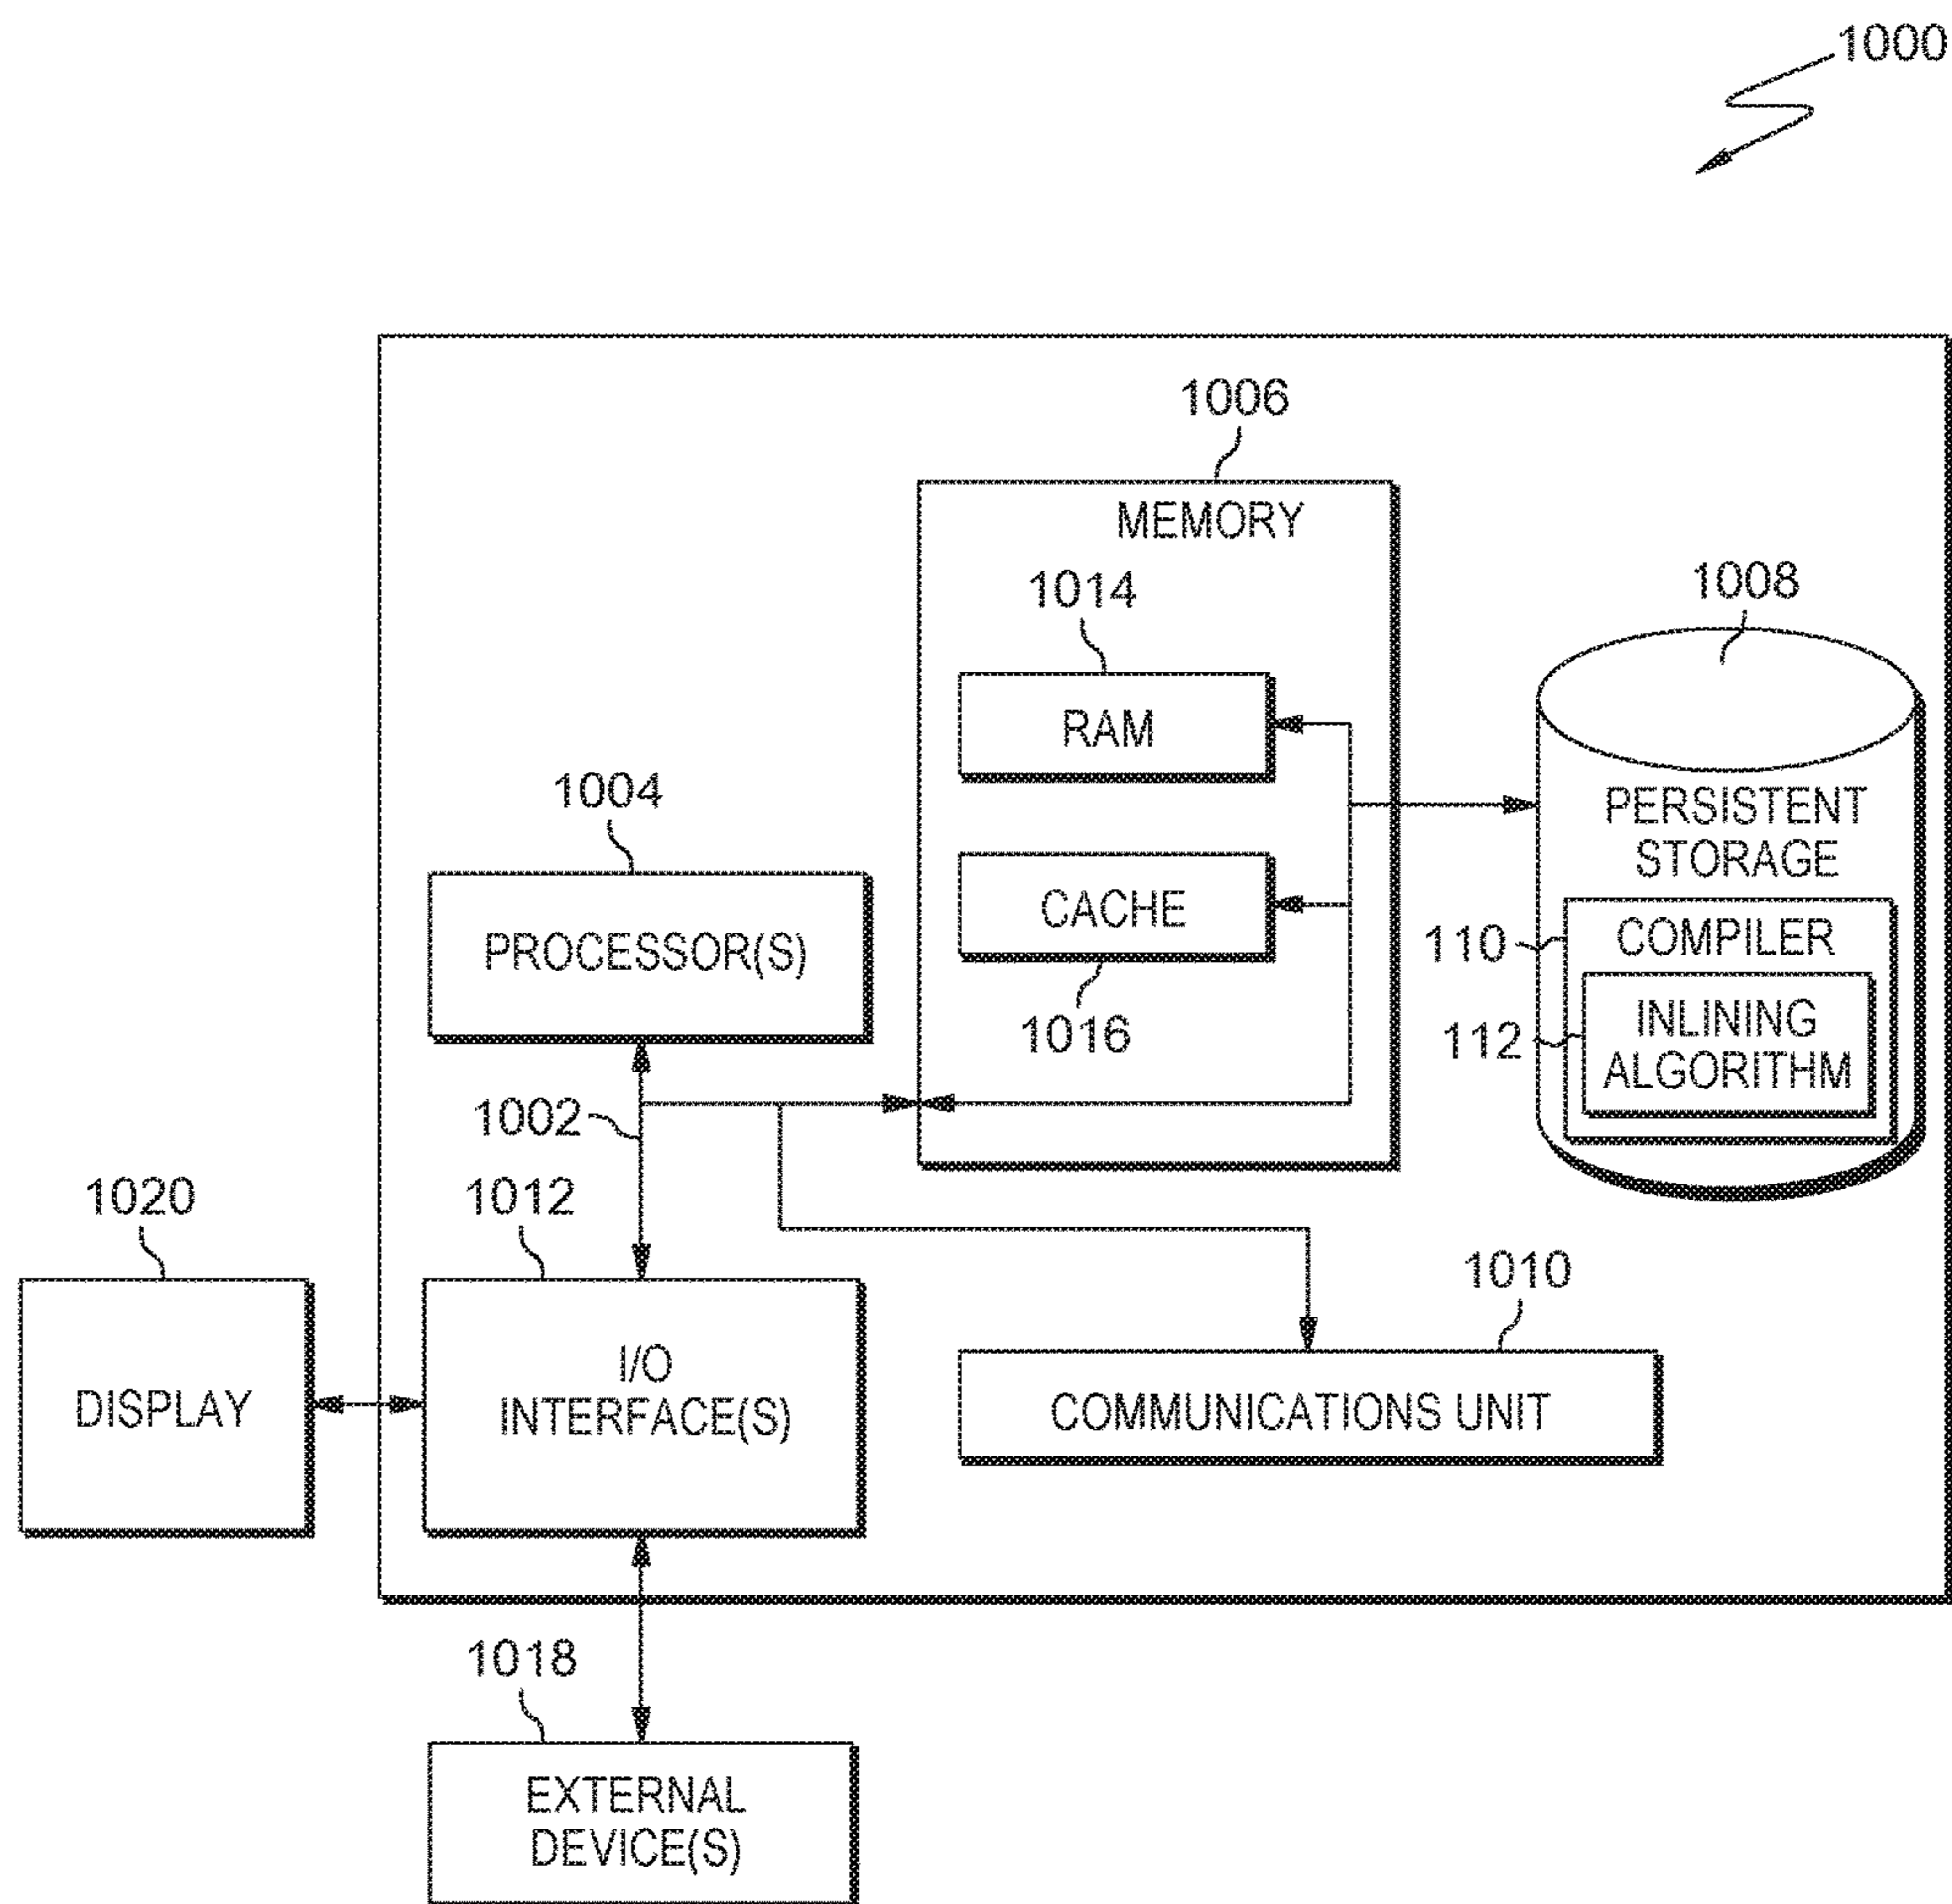 1000
1006
MEMORY
1014
1008
RAM
1004
PERSISTENT
STORAGE
CACHE
PROCESSOR(S)
110
COMPILER
1016
112
INLINING
ALGORITHM
1002
1020
1012
1010
I/O
INTERFACE(S)
DISPLAY
COMMUNICATIONS UNIT
1018
EXTERNAL
DEVICE(S)